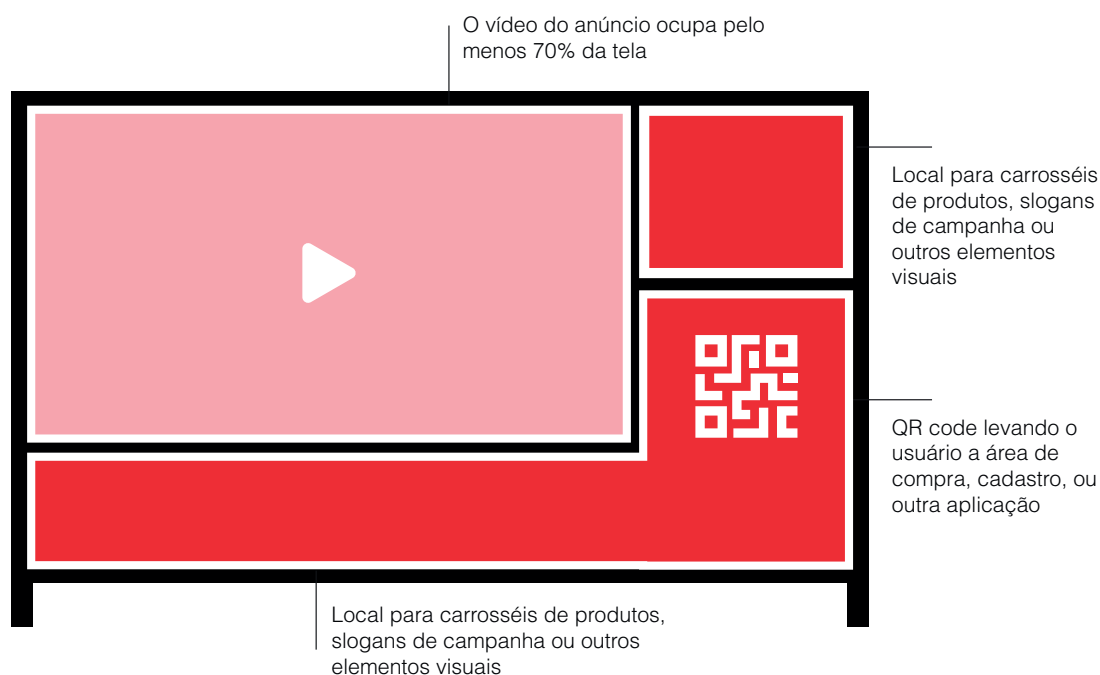 O vídeo do anúncio ocupa pelo
menos 70% da tela
Local para carrosséis
de produtos, slogans
de campanha ou
outros elementos
visuais
QR code levando o
usuário a área de
compra, cadastro, ou
outra aplicação
Local para carrosséis de produtos,
slogans de campanha ou outros
elementos visuais